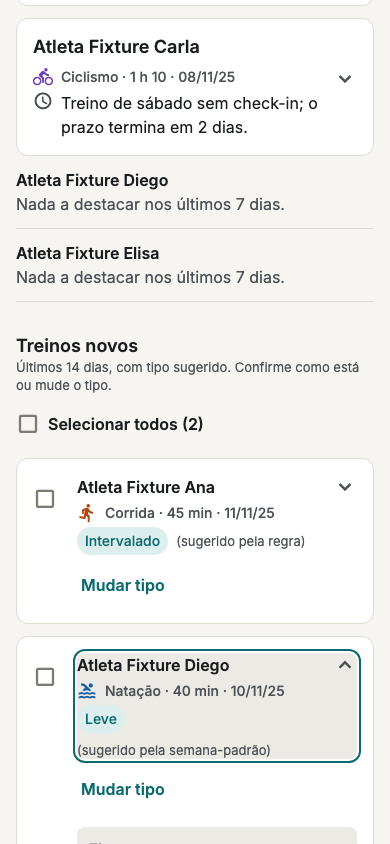 Atleta Fixture Carla
Ciclismo · 1 h 10 · 08/11/25
Treino de sábado sem check-in; o
prazo termina em 2 dias.
Atleta Fixture Diego
Nada a destacar nos últimos 7 dias.
Atleta Fixture Elisa
Nada a destacar nos últimos 7 dias.
Treinos novos
Últimos 14 dias, com tipo sugerido. Confirme como está
ou mude o tipo.
Selecionar todos (2)
Atleta Fixture Ana
Corrida · 45 min · 11/11/25
Intervalado (sugerido pela regra)
Mudar tipo
Atleta Fixture Diego
Natação · 40 min · 10/11/25
Leve
(sugerido pela semana-padrão)
Mudar tipo